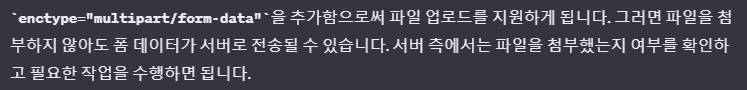 `enctype="multipart/form-data"`을 추가함으로써 파일 업로드를 지원하게 됩니다. 그러면 파일을 첨
부하지 않아도 폼 데이터가 서버로 전송될 수 있습니다. 서버 측에서는 파일을 첨부했는지 여부를 확인하
고 필요한 작업을 수행하면 됩니다.